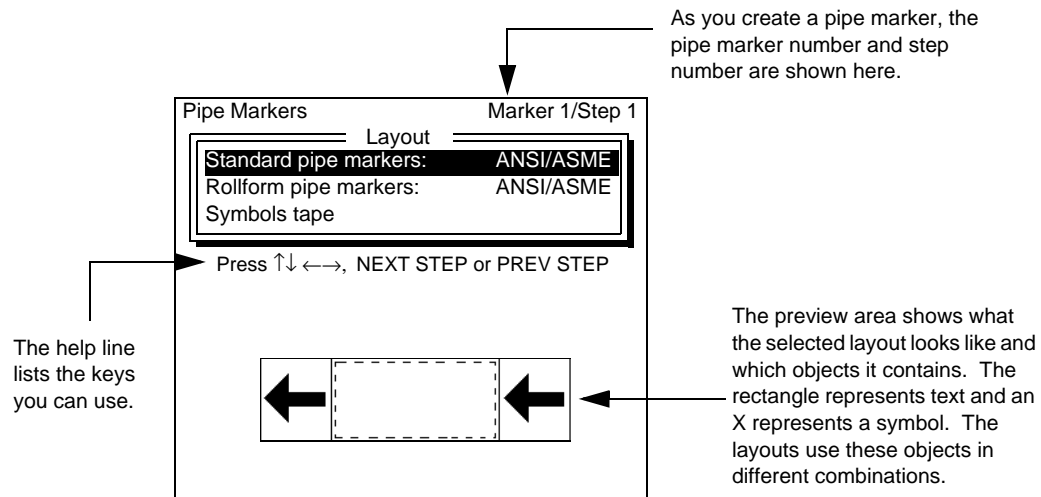 As you create a pipe marker, the
pipe marker number and step
number are shown here.
Pipe Markers Marker 1/Step 1
Layout
Standard pipe markers: ANSI/ASME
Rollform pipe markers: ANSI/ASME
Symbols tape
Press ↑↓ ←→, NEXT STEP or PREV STEP
The help line
lists the keys
you can use.
The preview area shows what
the selected layout looks like and
which objects it contains.  The
rectangle represents text and an
X represents a symbol.  The
layouts use these objects in
different combinations.